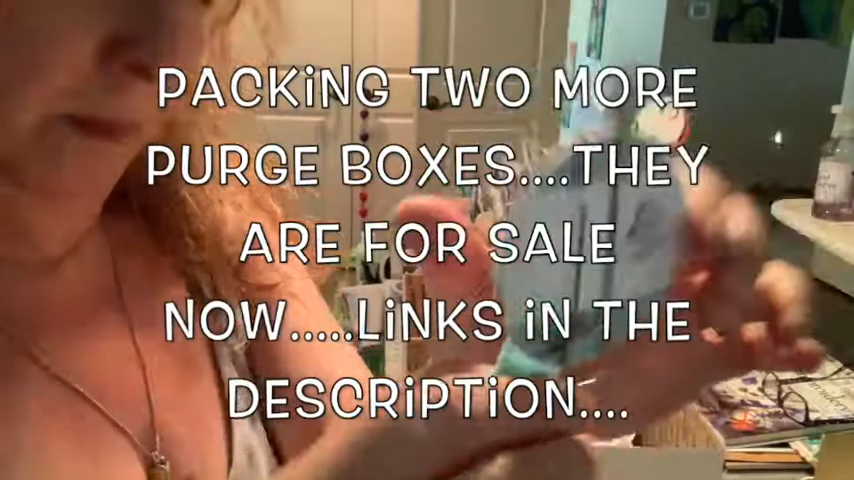 PACKING TWO MORE
PURGE BOXES....THEY
ARE FOR SALE
NOW.....LINKS IN THE
DESCRIPTION....